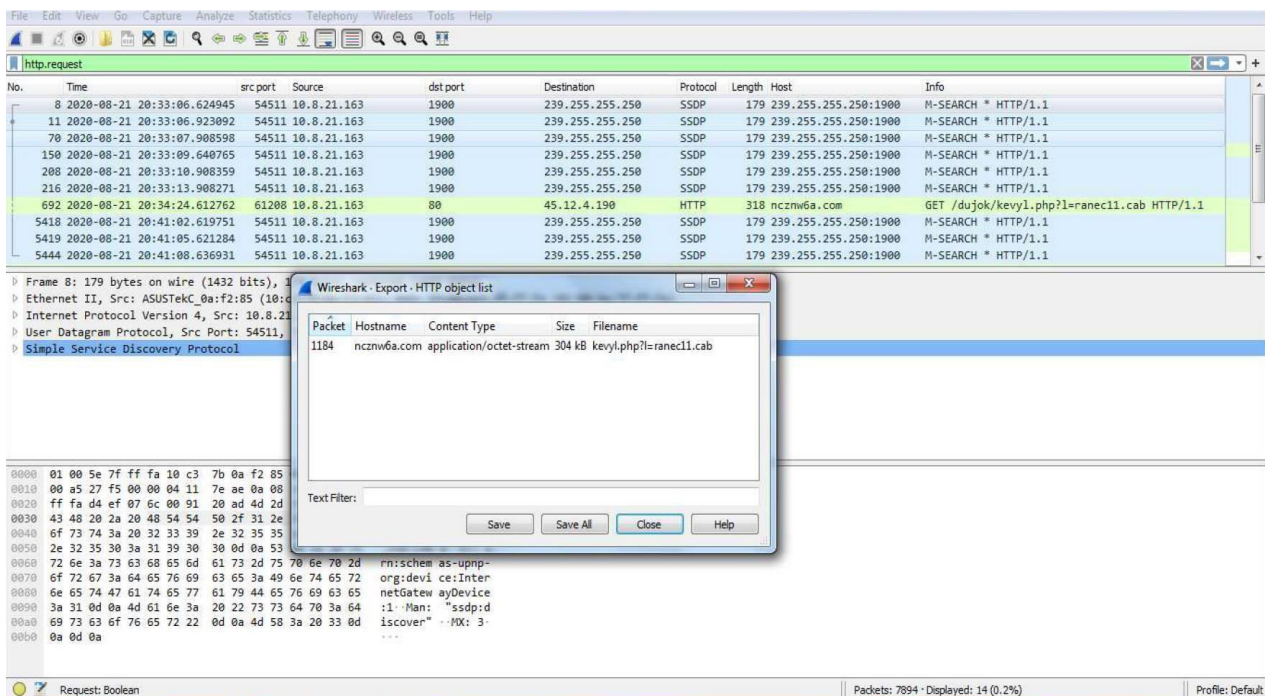 File Edit View Go Capture Analyze Statistics Telephony Wireless Tools Help
http.request
No. Time src port Source dst port Destination Protocol Length Host Info
8 2020-08-21 20:33:06.624945 54511 10.8.21.163 1900 239.255.255.250 SSDP 179 239.255.255.250:1900 M-SEARCH * HTTP/1.1
11 2020-08-21 20:33:06.923092 54511 10.8.21.163 1900 239.255.255.250 SSDP 179 239.255.255.250:1900 M-SEARCH * HTTP/1.1
70 2020-08-21 20:33:07.908598 54511 10.8.21.163 1900 239.255.255.250 SSDP 179 239.255.255.250:1900 M-SEARCH * HTTP/1.1
150 2020-08-21 20:33:09.640765 54511 10.8.21.163 1900 239.255.255.250 SSDP 179 239.255.255.250:1900 M-SEARCH * HTTP/1.1
208 2020-08-21 20:33:10.908359 54511 10.8.21.163 1900 239.255.255.250 SSDP 179 239.255.255.250:1900 M-SEARCH * HTTP/1.1
216 2020-08-21 20:33:13.908271 54511 10.8.21.163 1900 239.255.255.250 SSDP 179 239.255.255.250:1900 M-SEARCH * HTTP/1.1
692 2020-08-21 20:34:24.612762 61208 10.8.21.163 80 45.12.4.190 HTTP 318 ncznw6a.com GET /dujok/kevyl.php?l=ranec11.cab HTTP/1.1
5418 2020-08-21 20:41:02.619751 54511 10.8.21.163 1900 239.255.255.250 SSDP 179 239.255.255.250:1900 M-SEARCH * HTTP/1.1
5419 2020-08-21 20:41:05.621284 54511 10.8.21.163 1900 239.255.255.250 SSDP 179 239.255.255.250:1900 M-SEARCH * HTTP/1.1
5444 2020-08-21 20:41:08.636931 54511 10.8.21.163 1900 239.255.255.250 SSDP 179 239.255.255.250:1900 M-SEARCH * HTTP/1.1
Frame 8: 179 bytes on wire (1432 bits), 1
Ethernet II, Src: ASUSTekC_0a:f2:85 (10:c
Internet Protocol Version 4, Src: 10.8.21
User Datagram Protocol, Src Port: 54511,
Simple Service Discovery Protocol
Wireshark · Export · HTTP object list
Packet Hostname Content Type Size Filename
1184 ncznw6a.com application/octet-stream 304 kB kevyl.php?l=ranec11.cab
Text Filter:
Save Save All Close Help
0000 01 00 5e 7f ff fa 10 c3 7b 0a f2 85
0010 00 a5 27 f5 00 00 04 11 7e ae 0a 08
0020 ff fa d4 ef 07 6c 00 91 20 ad 4d 2d
0030 43 48 20 2a 20 48 54 54 50 2f 31 2e
0040 6f 73 74 3a 20 32 33 39 2e 32 35 35
0050 2e 32 35 30 3a 31 39 30 30 0d 0a 53
0060 72 6e 3a 73 63 68 65 6d 61 73 2d 75 70 6e 70 2d rn:schem as-upnp-
0070 6f 72 67 3a 64 65 76 69 63 65 3a 49 6e 74 65 72 org:devi ce:Inter
0080 6e 65 74 47 61 74 65 77 61 79 44 65 76 69 63 65 netGatew ayDevice
0090 3a 31 0d 0a 4d 61 6e 3a 20 22 73 73 64 70 3a 64 :1··Man: "ssdp:d
00a0 69 73 63 6f 76 65 72 22 0d 0a 4d 58 3a 20 33 0d iscover" ··MX: 3·
00b0 0a 0d 0a ···
Request: Boolean Packets: 7894 · Displayed: 14 (0.2%) Profile: Default